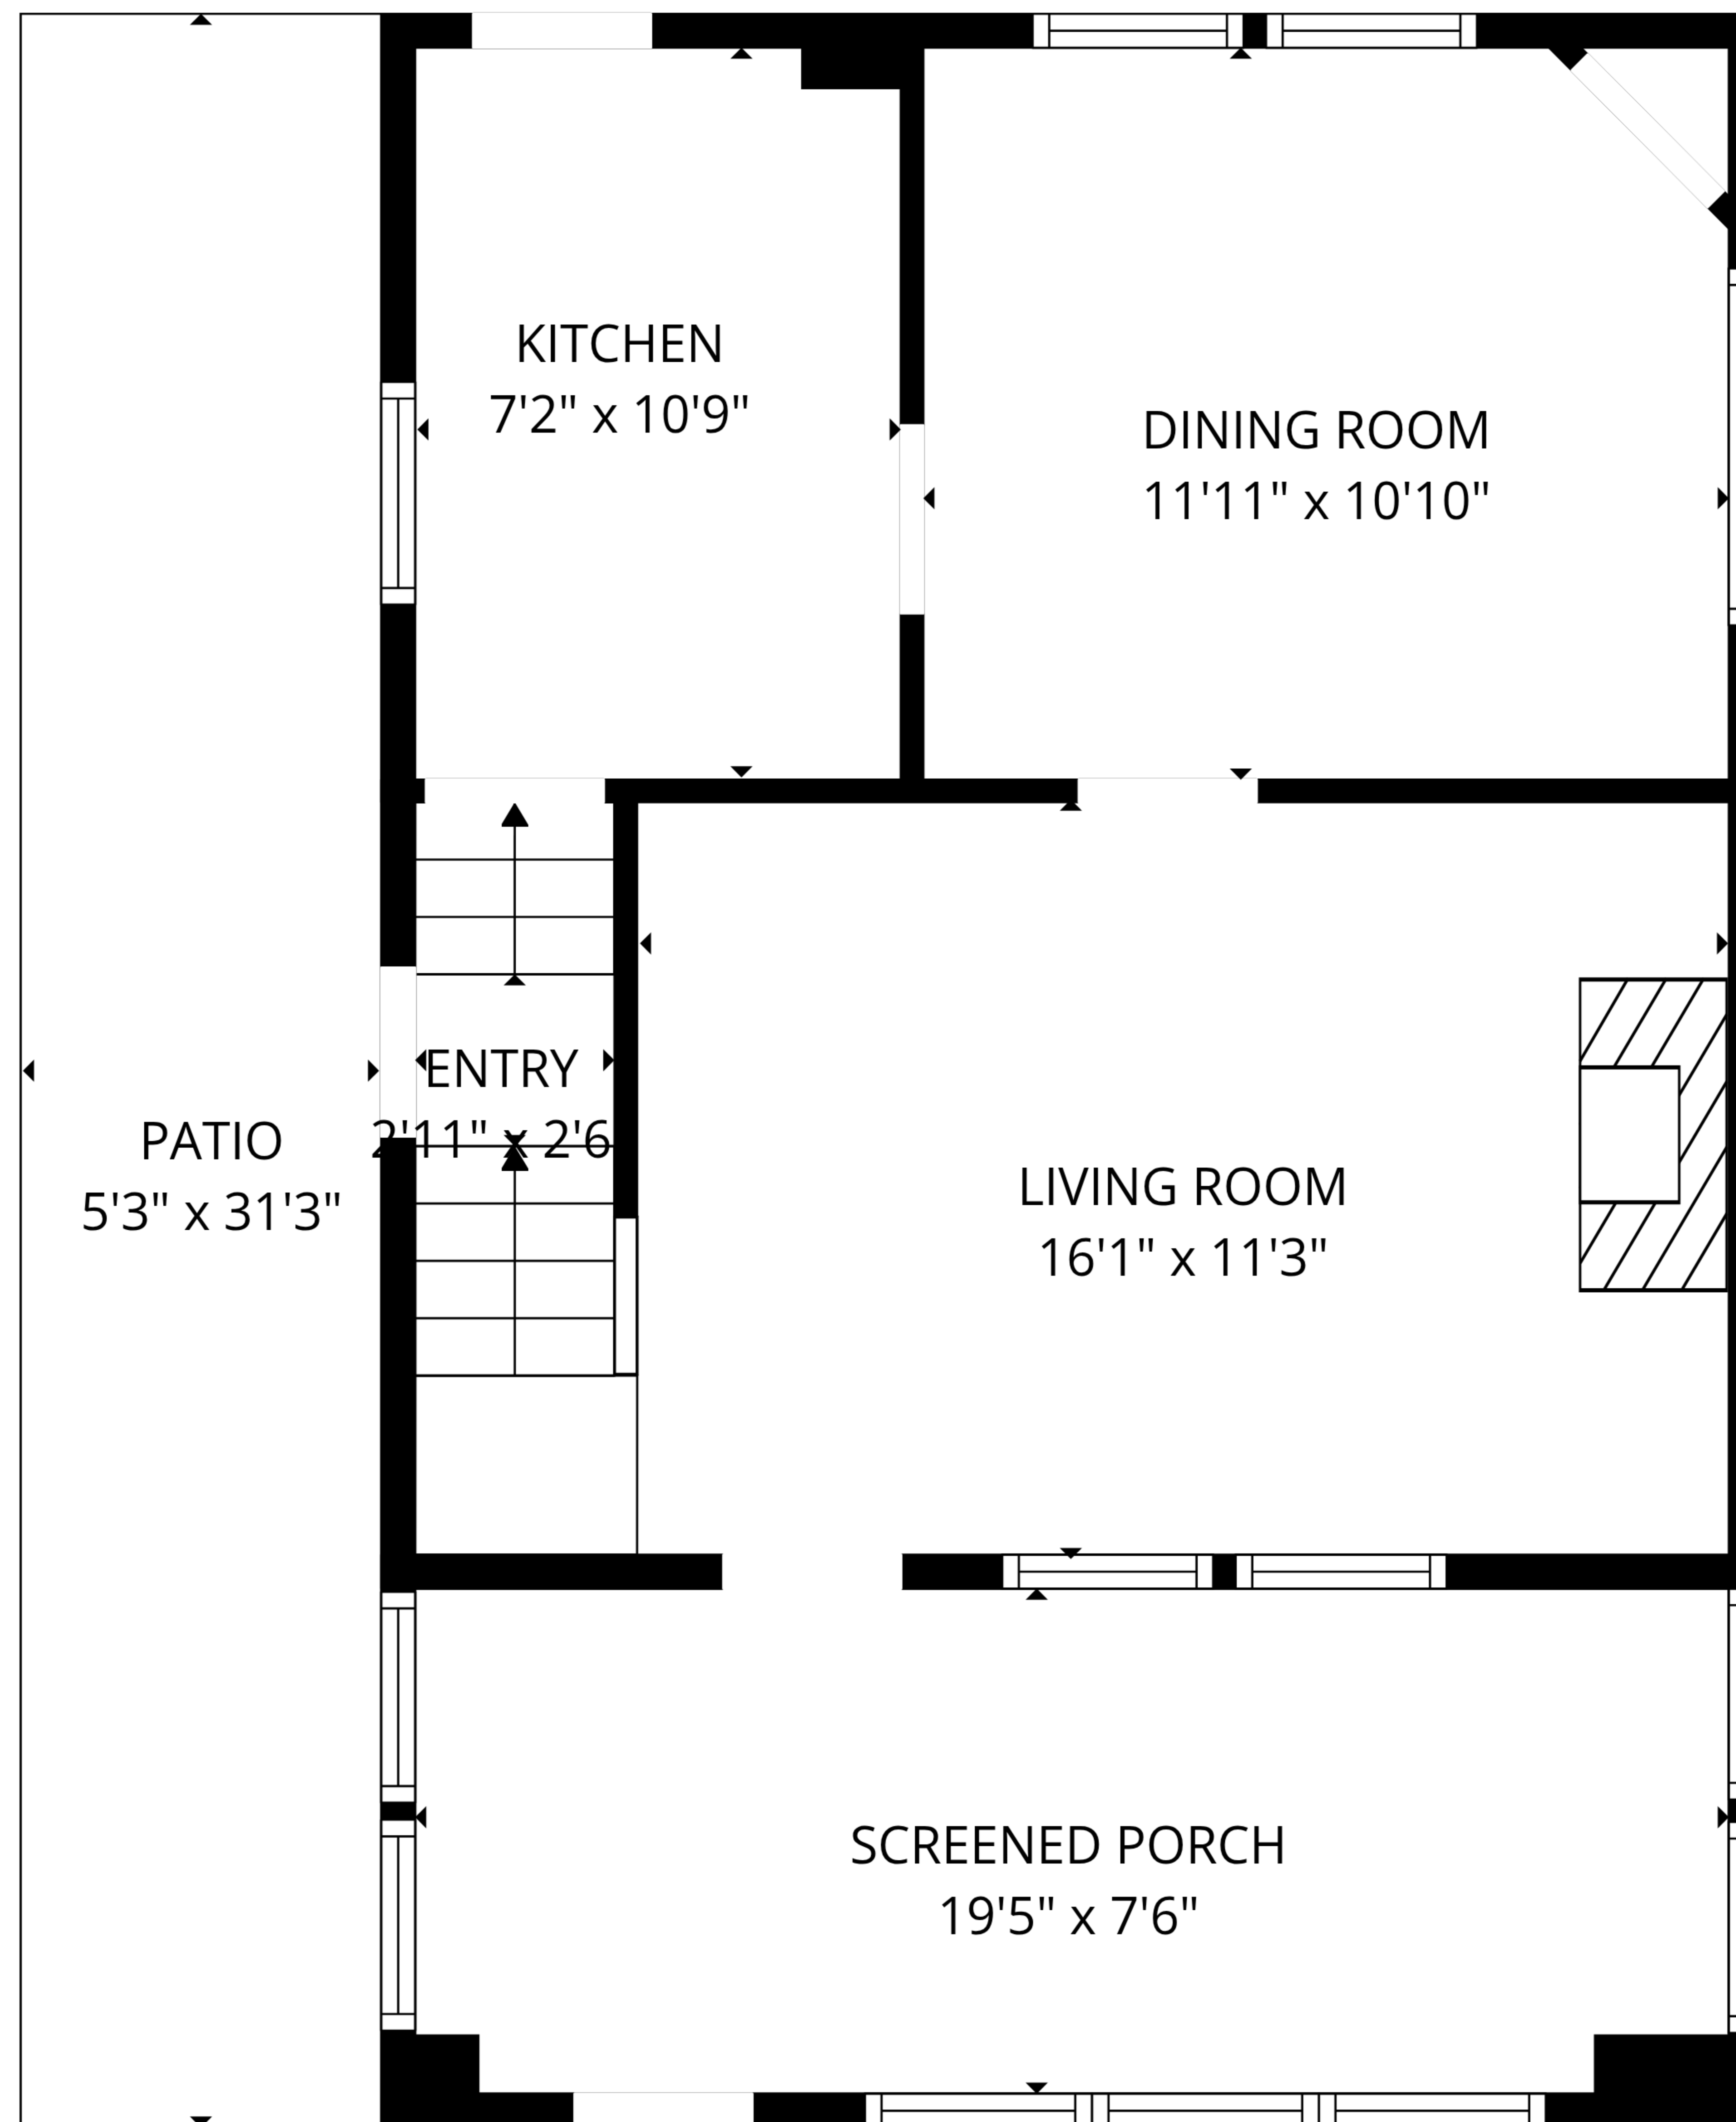 KITCHEN
7'2" x 10'9"
DINING ROOM
11'11" x 10'10"
ENTRY
2'11" x 2'6
PATIO
5'3" x 31'3"
LIVING ROOM
16'1" x 11'3"
SCREENED PORCH
19'5" x 7'6"